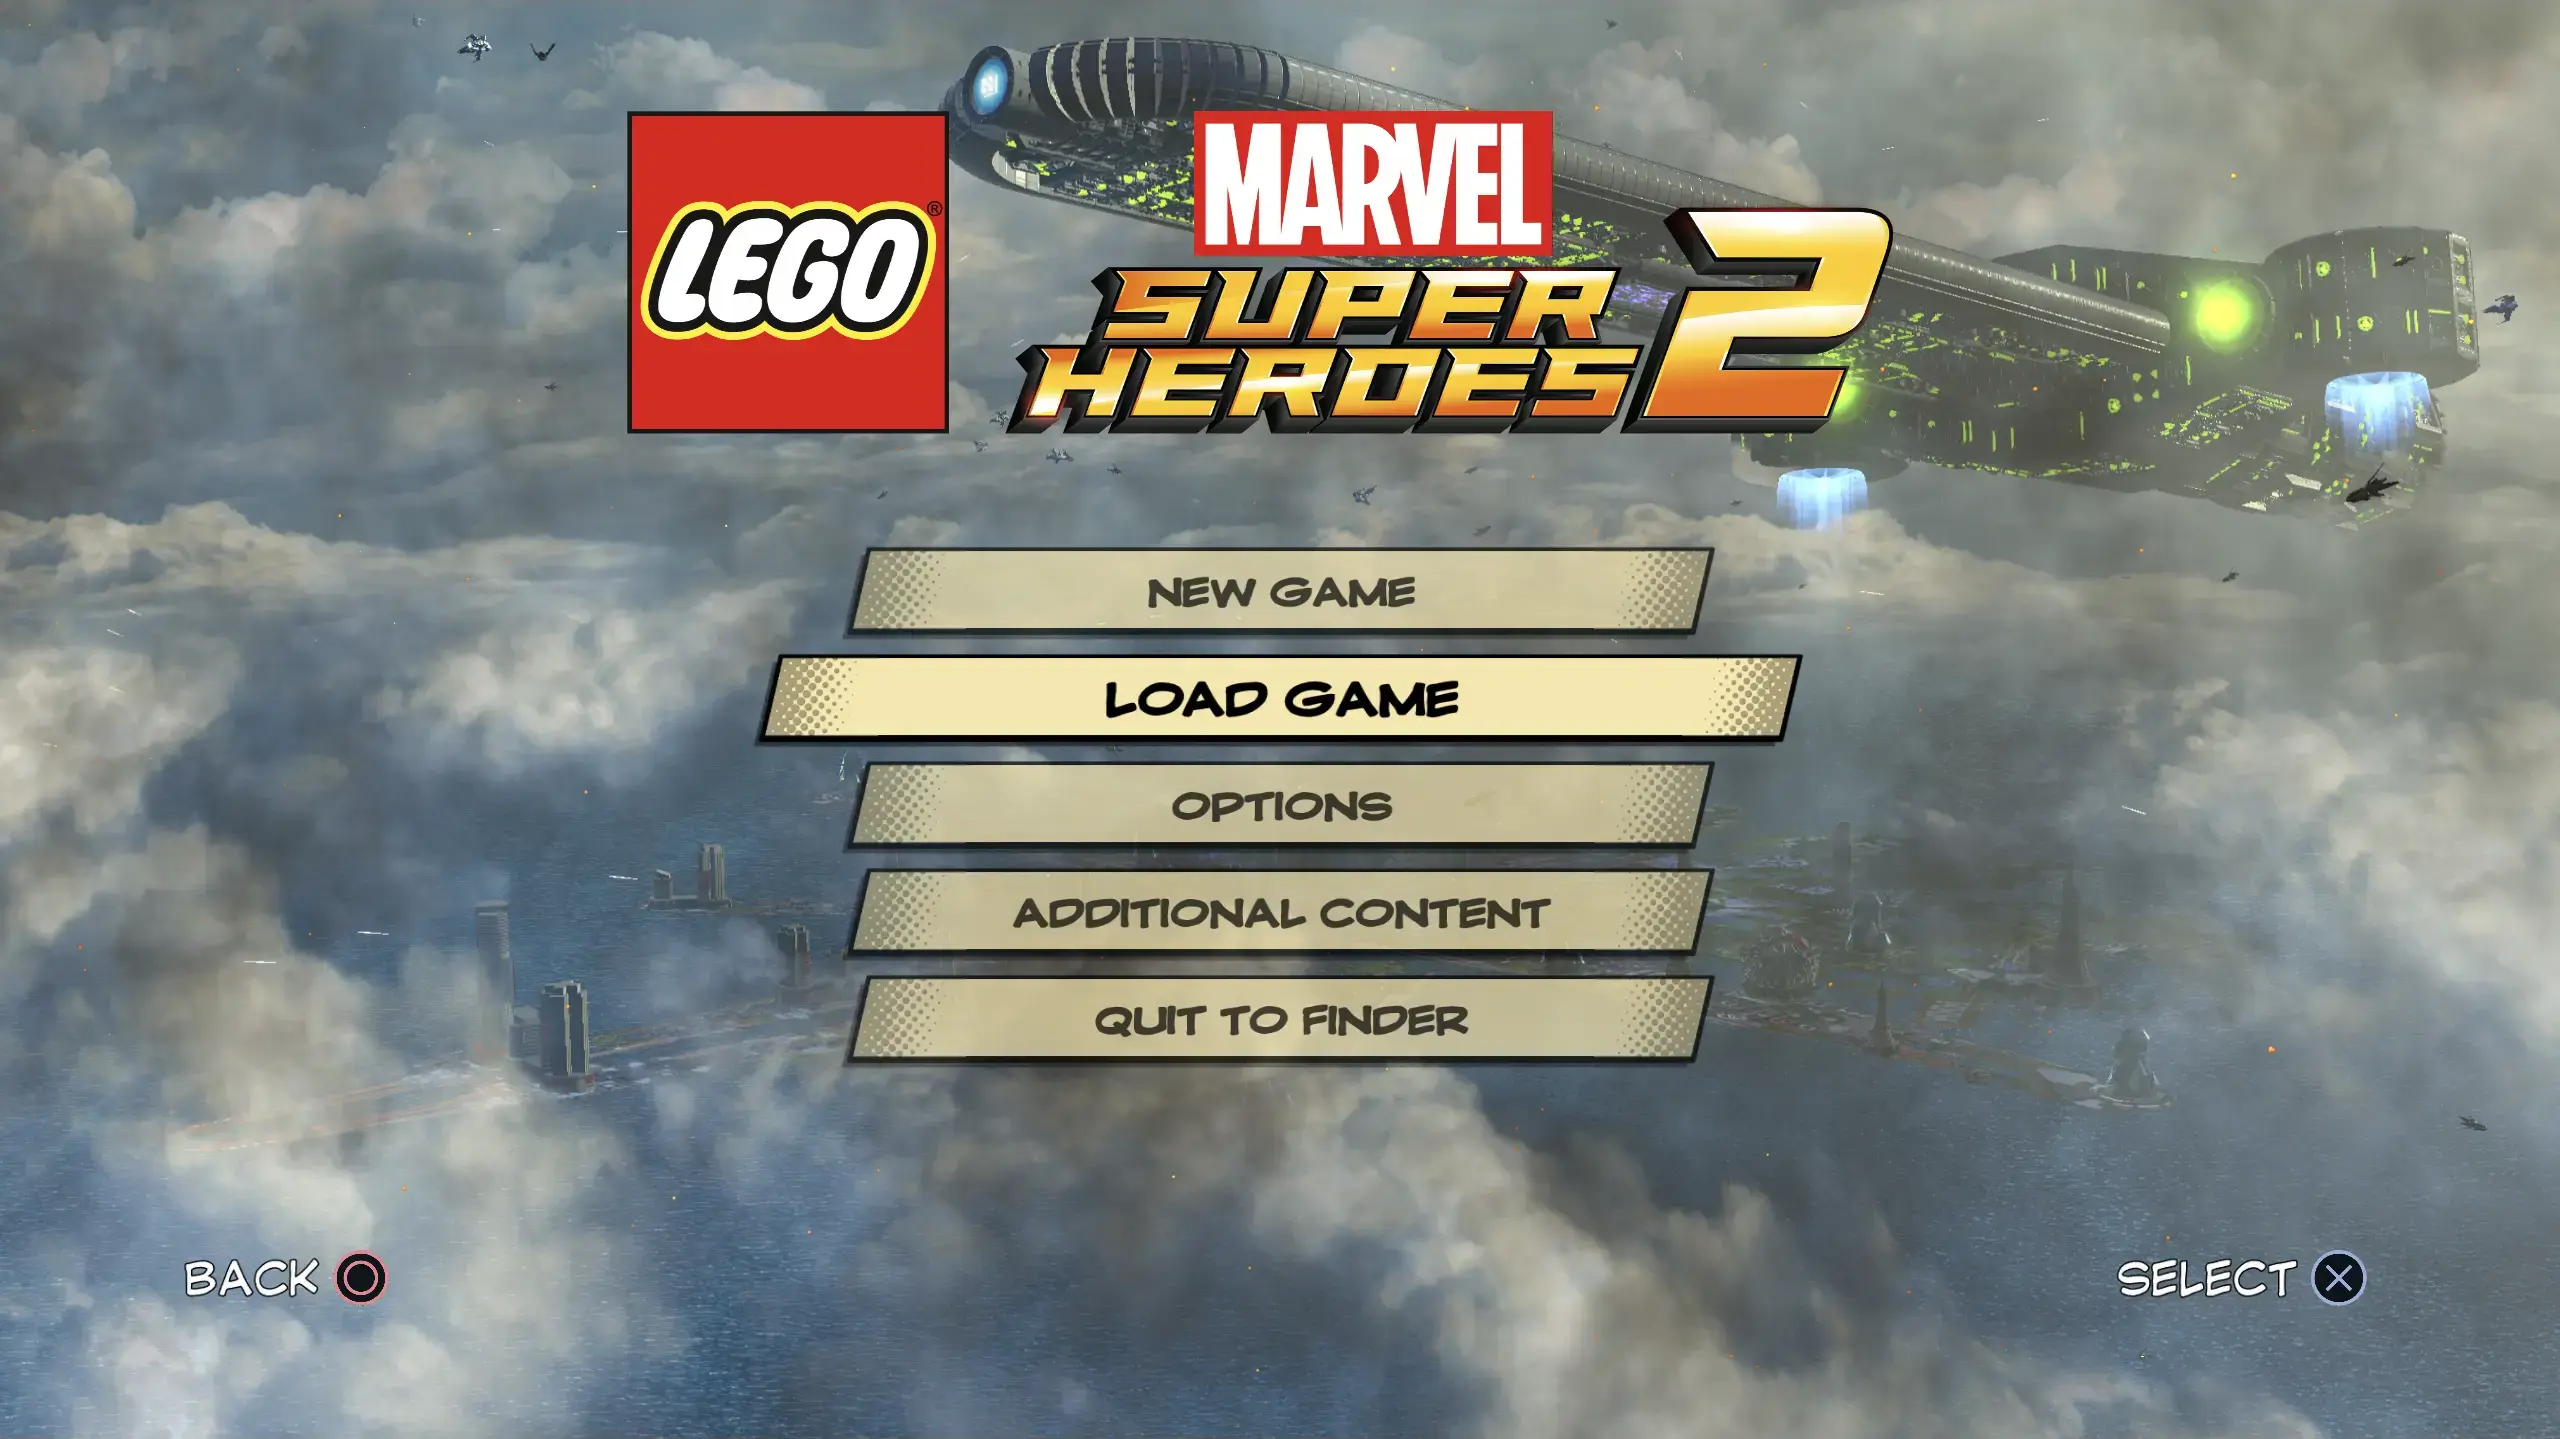 LEGO®
MARVEL
SUPER
HEROES 2
NEW GAME
LOAD GAME
OPTIONS
ADDITIONAL CONTENT
QUIT TO FINDER
BACK
SELECT